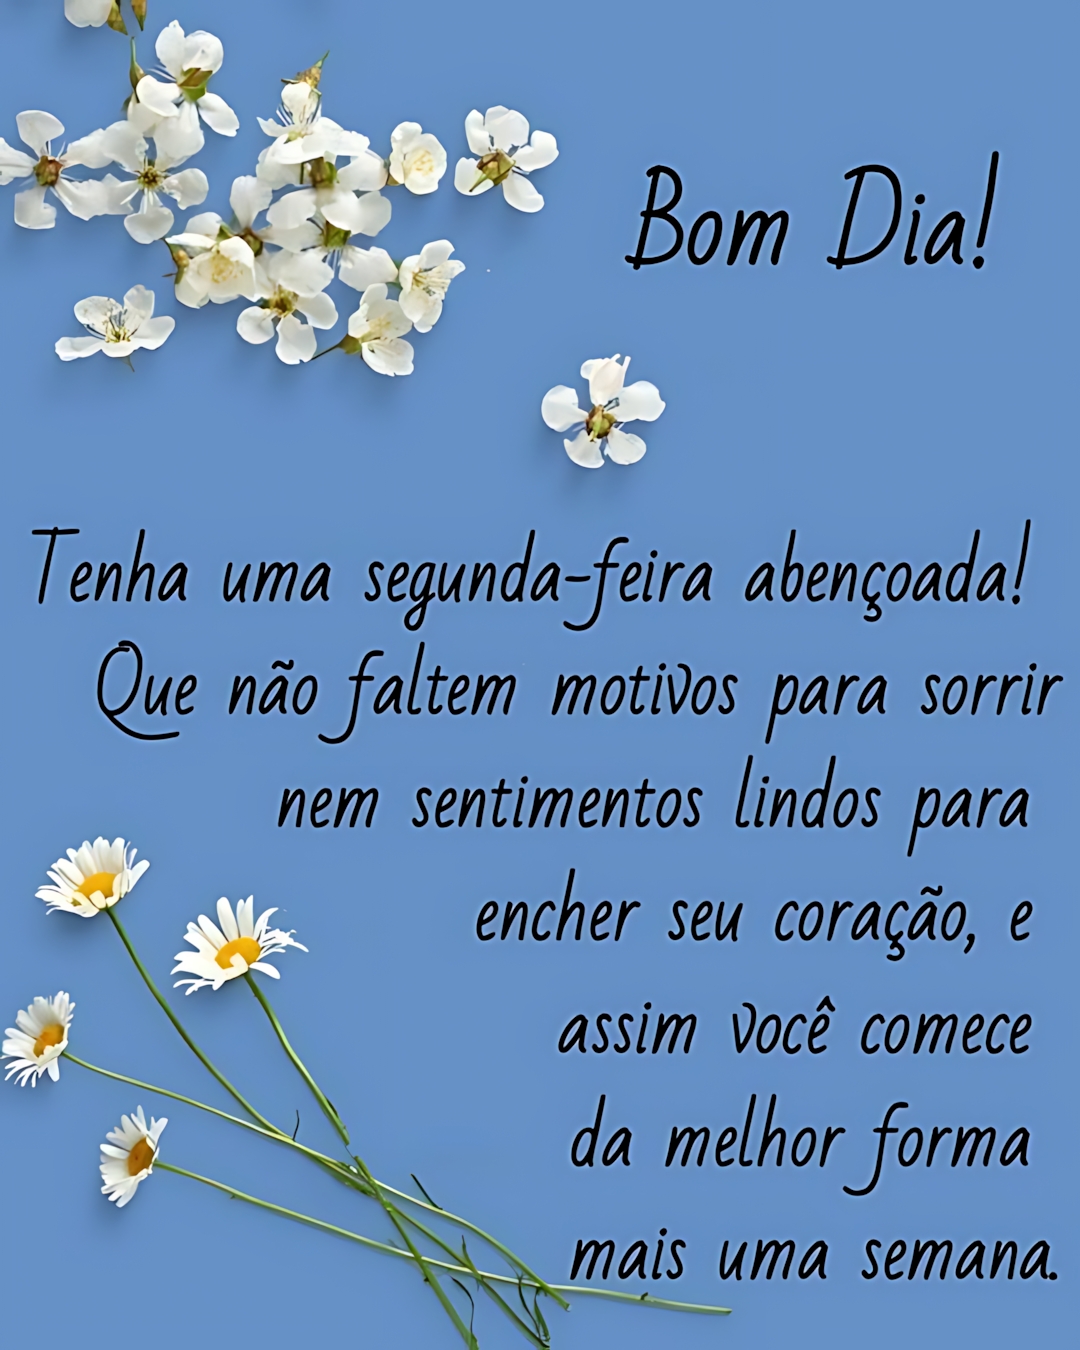 Bom Dia!
Tenha uma segunda-feira abençoada!
Que não faltem motivos para sorrir
nem sentimentos lindos para
encher seu coração, e
assim você comece
da melhor forma
mais uma semana.